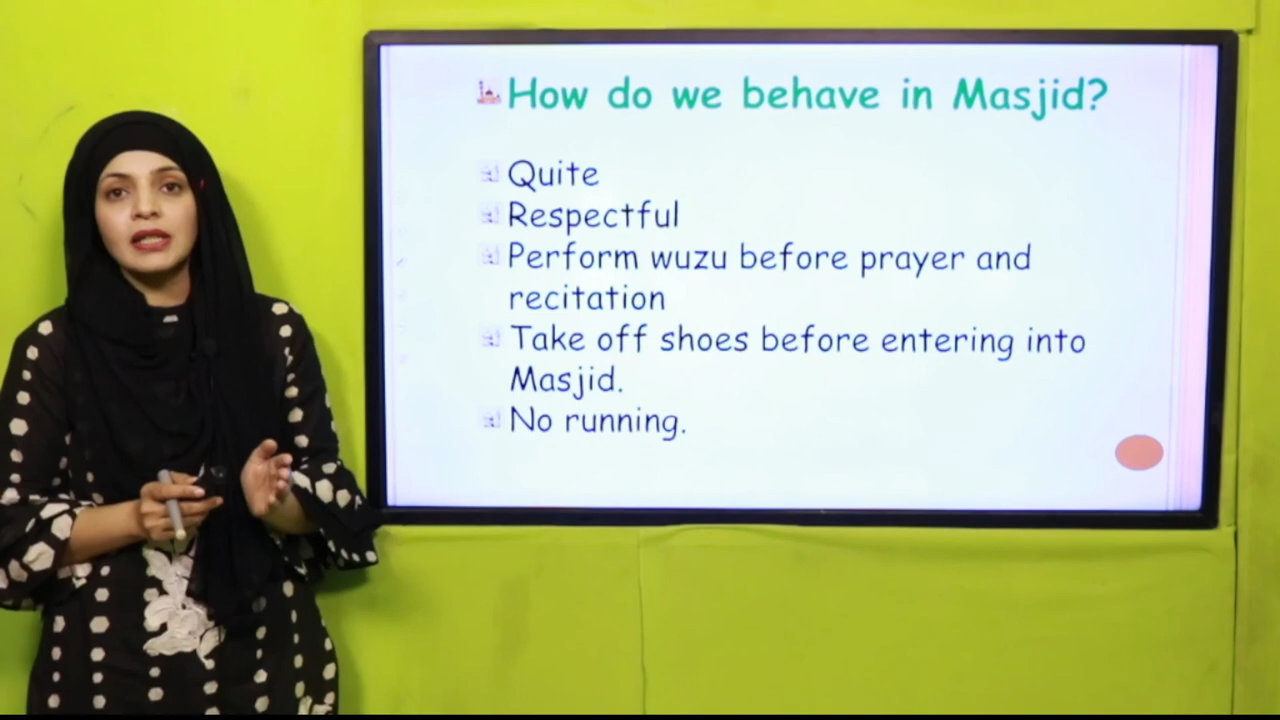 How do we behave in Masjid?
Quite
Respectful
Perform wuzu before prayer and
recitation
Take off shoes before entering into
Masjid.
No running.